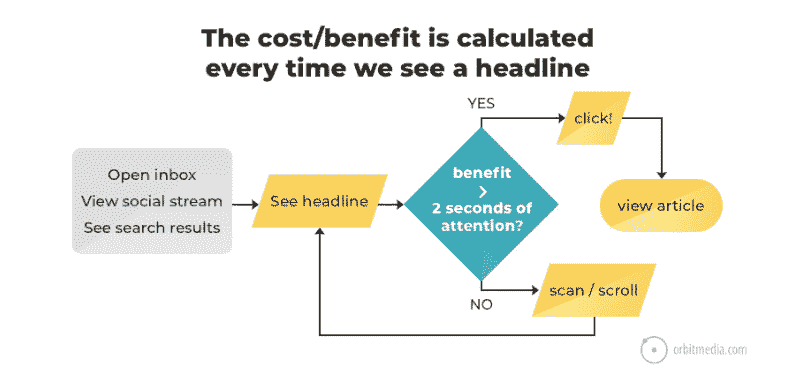 The cost/benefit is calculated
every time we see a headline
YES
click!
Open inbox
View social stream
See search results
See headline
benefit
>
2 seconds of
attention?
view article
NO
scan / scroll
orbitmedia.com